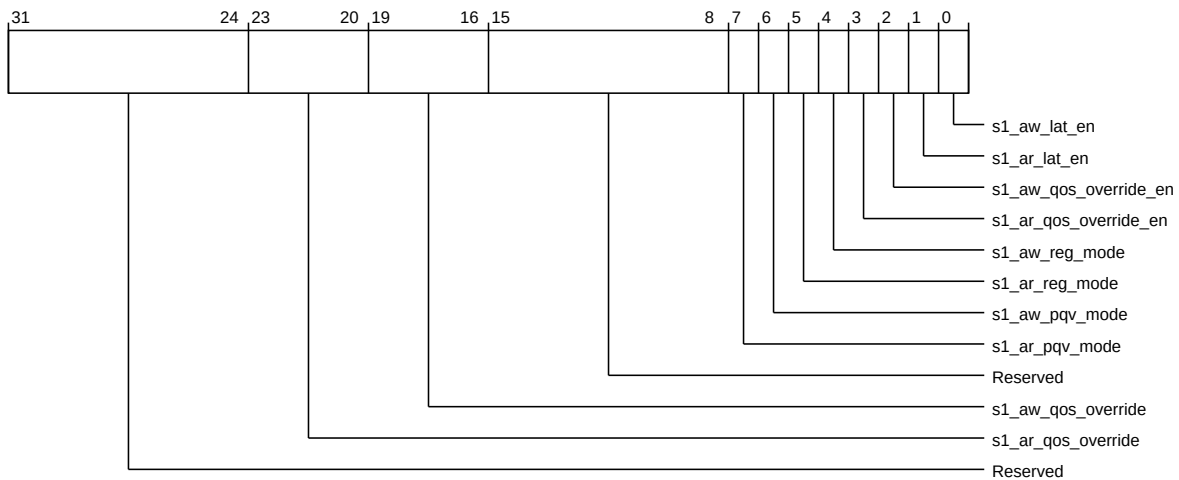 31 24 23 20 19 16 15 8 7 6 5 4 3 2 1 0
s1_aw_lat_en
s1_ar_lat_en
s1_aw_qos_override_en
s1_ar_qos_override_en
s1_aw_reg_mode
s1_ar_reg_mode
s1_aw_pqv_mode
s1_ar_pqv_mode
Reserved
s1_aw_qos_override
s1_ar_qos_override
Reserved